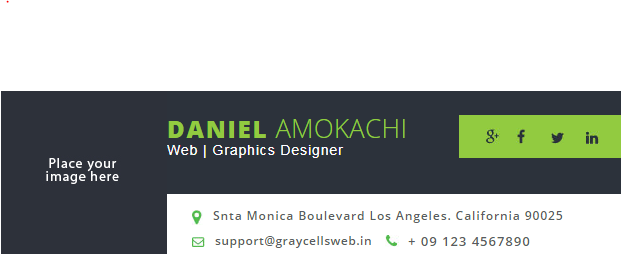 DANIEL AMOKACHI
Web | Graphics Designer
Place your
image here
Snta Monica Boulevard Los Angeles. California 90025
support@graycellsweb.in
+ 09 123 4567890